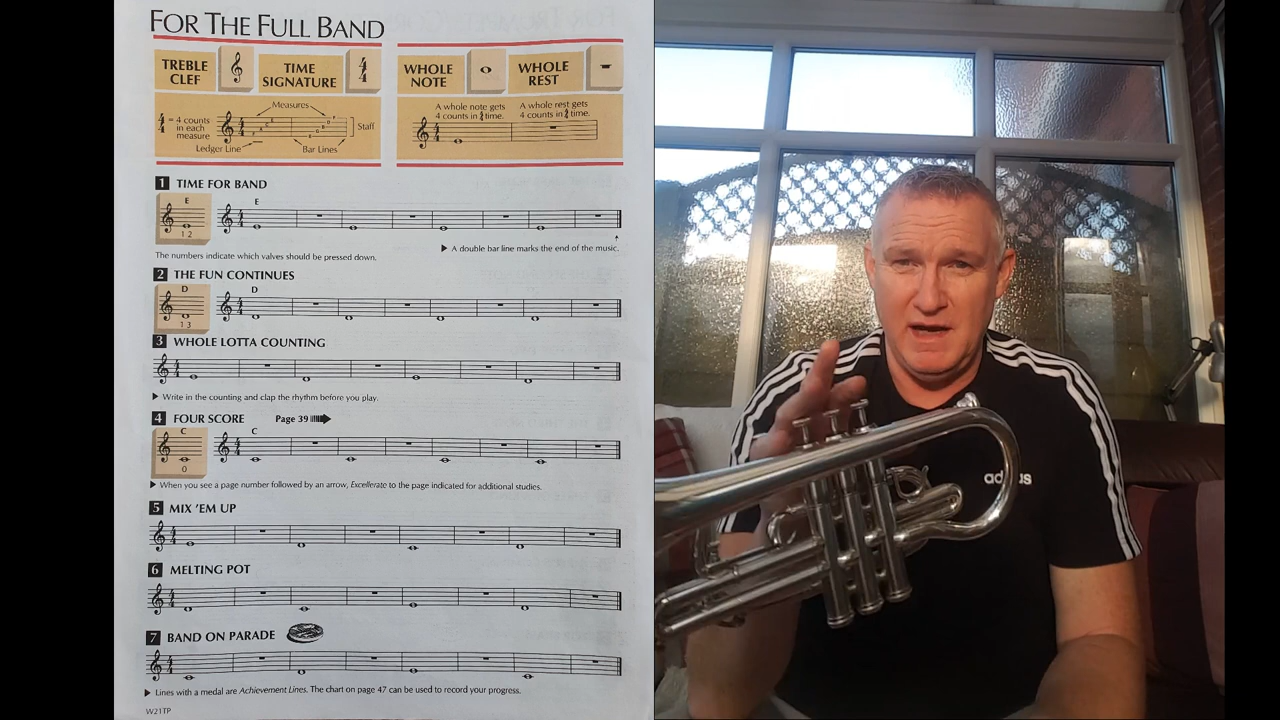 FOR THE FULL BAND
TREBLE CLEF
TIME SIGNATURE
4/4
WHOLE NOTE
WHOLE REST
Measures
4/4 = 4 counts
in each
measure
Staff
Ledger Line
Bar Lines
A whole note gets
4 counts in 4/4 time.
A whole rest gets
4 counts in 4/4 time.
1 TIME FOR BAND
E
E
1 2
A double bar line marks the end of the music.
The numbers indicate which valves should be pressed down.
2 THE FUN CONTINUES
D
D
1 3
3 WHOLE LOTTA COUNTING
Write in the counting and clap the rhythm before you play.
4 FOUR SCORE Page 39
C
C
0
When you see a page number followed by an arrow, Excellerate to the page indicated for additional studies.
5 MIX 'EM UP
6 MELTING POT
7 BAND ON PARADE
Lines with a medal are Achievement Lines. The chart on page 47 can be used to record your progress.
W21TP